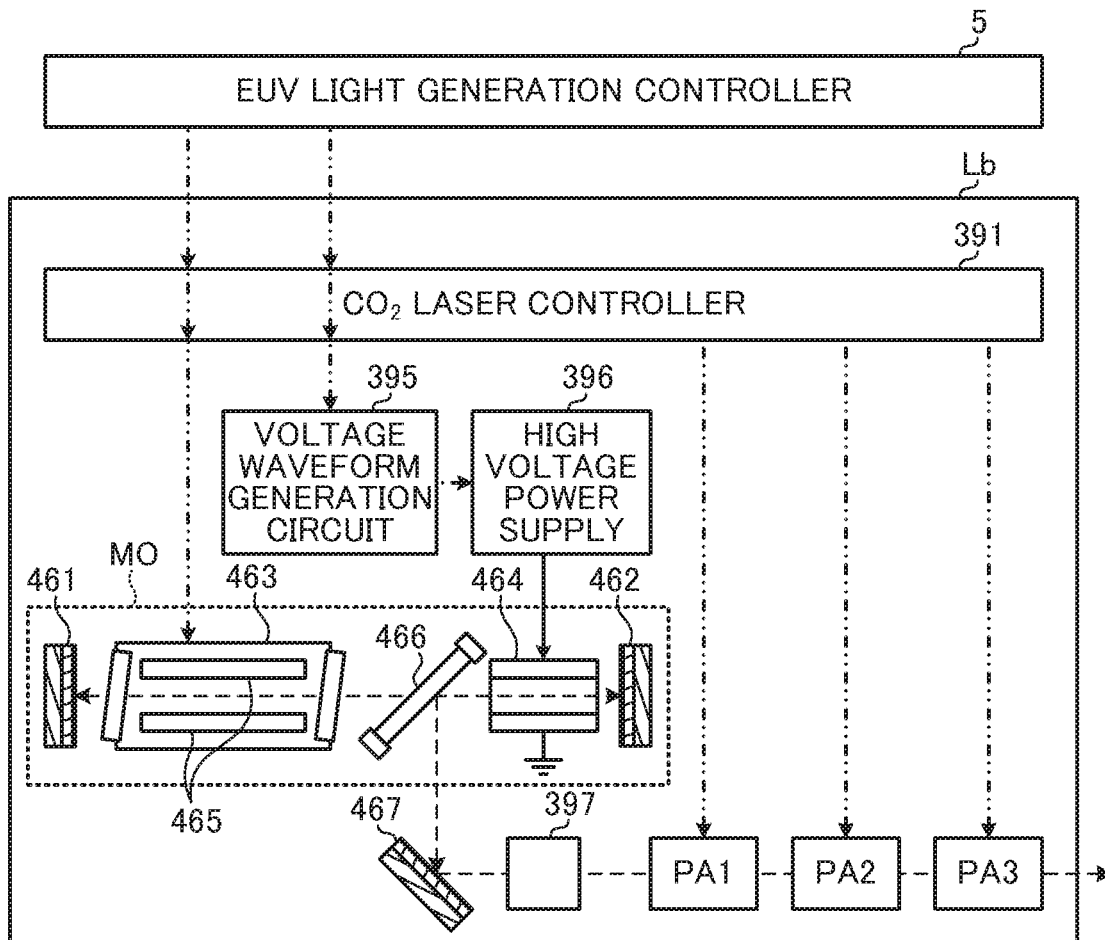 5
EUV LIGHT GENERATION CONTROLLER
Lb
391
CO₂ LASER CONTROLLER
395
396
VOLTAGE
WAVEFORM
GENERATION
CIRCUIT
HIGH
VOLTAGE
POWER
SUPPLY
MO
461
463
466
464
462
465
467
397
PA1
PA2
PA3